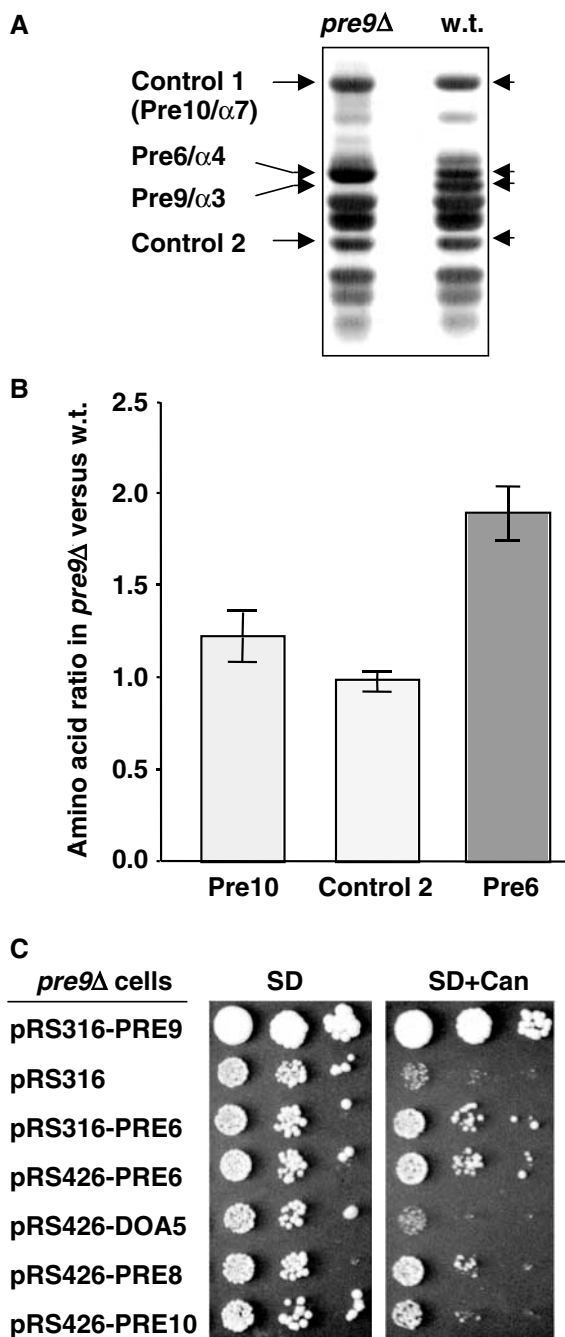 A
pre9Δ w.t.
Control 1
(Pre10/α7)
Pre6/α4
Pre9/α3
Control 2
B
Amino acid ratio in pre9Δ versus w.t.
2.5
2.0
1.5
1.0
0.5
0.0
Pre10 Control 2 Pre6
C
pre9Δ cells SD SD+Can
pRS316-PRE9
pRS316
pRS316-PRE6
pRS426-PRE6
pRS426-DOA5
pRS426-PRE8
pRS426-PRE10